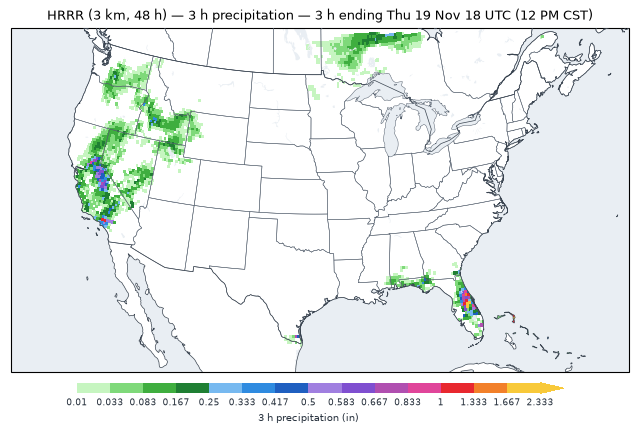 HRRR (3 km, 48 h) — 3 h precipitation — 3 h ending Thu 19 Nov 18 UTC (12 PM CST)
0.01 0.033 0.083 0.167 0.25 0.333 0.417 0.5 0.583 0.667 0.833 1 1.333 1.667 2.333
3 h precipitation (in)